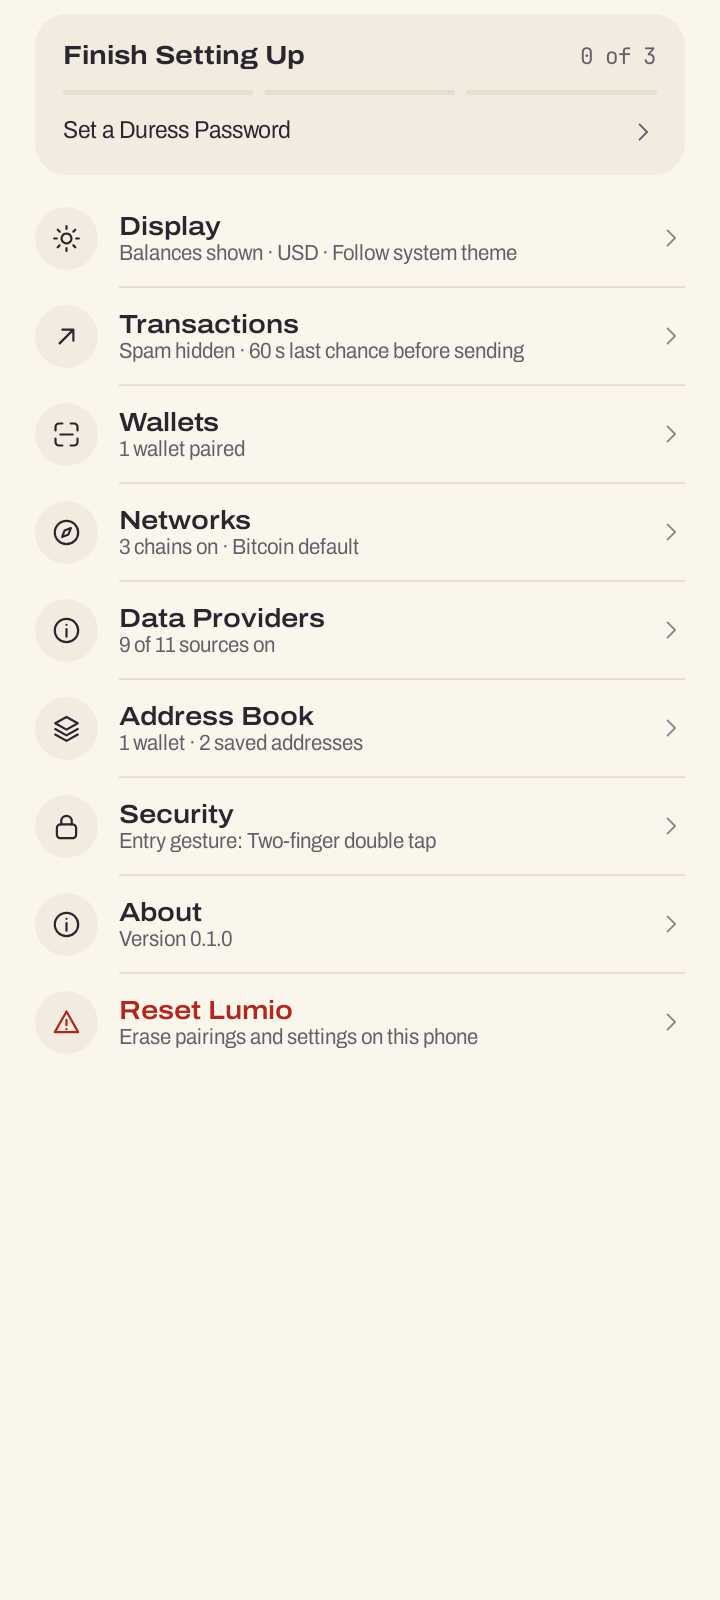 Finish Setting Up
0 of 3
Set a Duress Password
Display
Balances shown · USD · Follow system theme
Transactions
Spam hidden · 60 s last chance before sending
Wallets
1 wallet paired
Networks
3 chains on · Bitcoin default
Data Providers
9 of 11 sources on
Address Book
1 wallet · 2 saved addresses
Security
Entry gesture: Two-finger double tap
About
Version 0.1.0
Reset Lumio
Erase pairings and settings on this phone